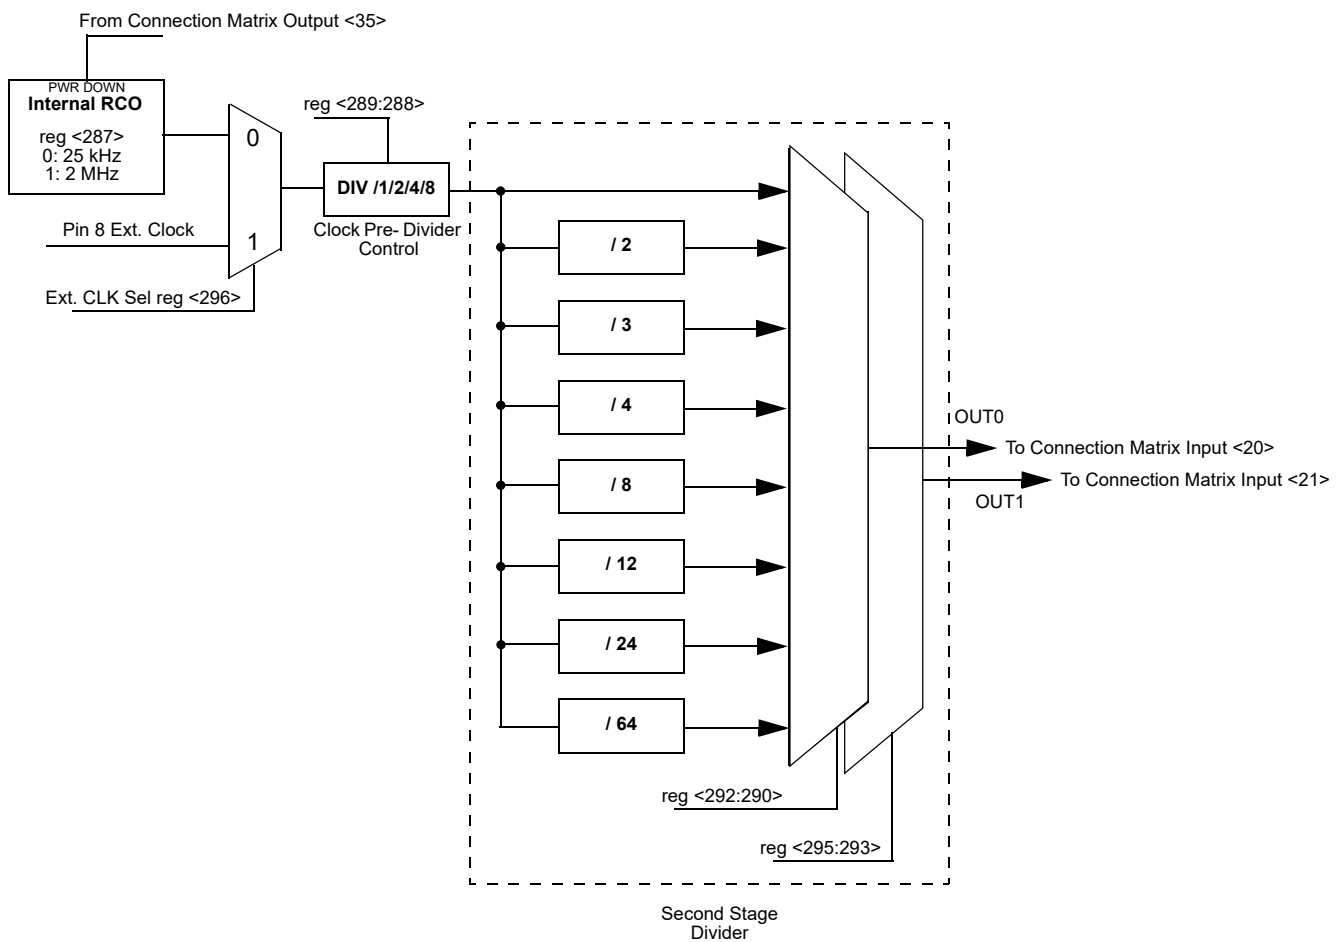 From Connection Matrix Output <35>
PWR DOWN
Internal RCO
reg <287>
0: 25 kHz
1: 2 MHz
0
1
Pin 8 Ext. Clock
Ext. CLK Sel reg <296>
reg <289:288>
DIV /1/2/4/8
Clock Pre- Divider
Control
/ 2
/ 3
/ 4
/ 8
/ 12
/ 24
/ 64
OUT0
To Connection Matrix Input <20>
To Connection Matrix Input <21>
OUT1
reg <292:290>
reg <295:293>
Second Stage
Divider